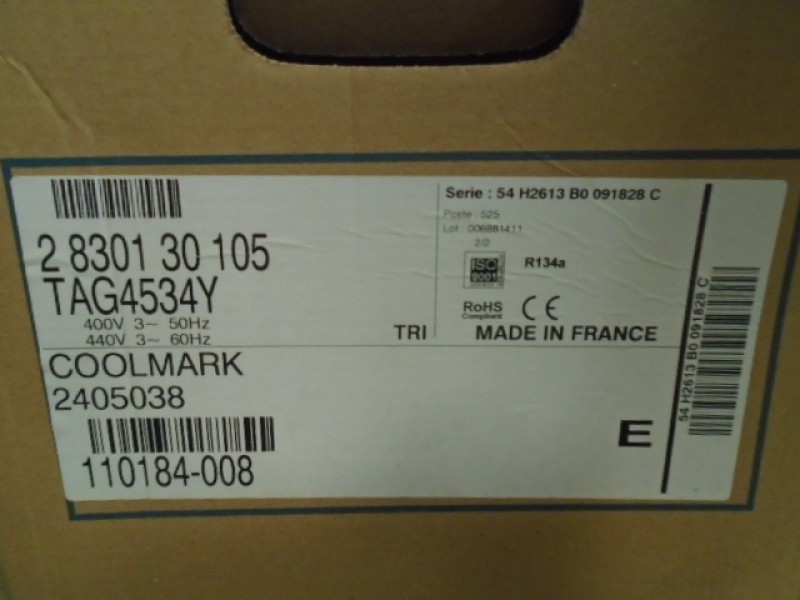 2 8301 30 105
TAG4534Y
400V 3~ 50Hz
440V 3~ 60Hz
TRI
COOLMARK
2405038
110184-008
Serie : 54 H2613 B0 091828 C
Poste : 525
Lot : 006881411
2/0
ISO
9001
R134a
RoHS
Compliant
CE
MADE IN FRANCE
E
54 H2613 B0 091828 C